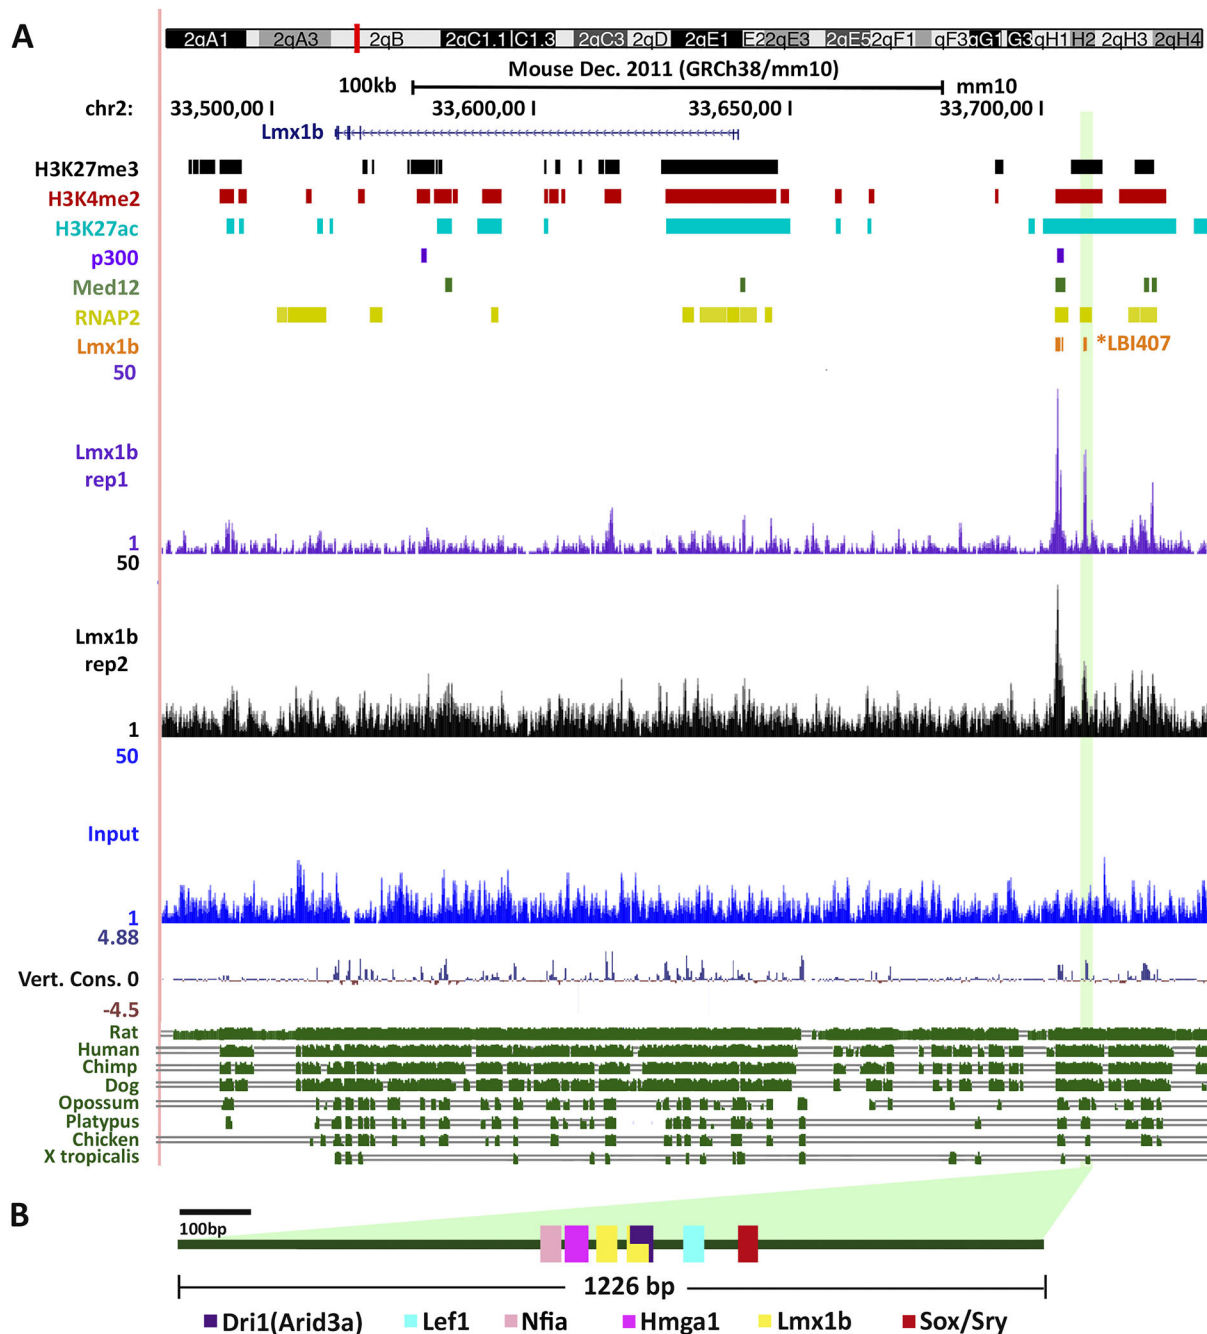 A
2qA1 2qA3 2qB 2qC1.1 C1.3 2qC3 2qD 2qE1 E2 2qE3 2qE5 2qF1 qF3 qG1 G3 qH1 H2 2qH3 2qH4
Mouse Dec. 2011 (GRCh38/mm10)
100kb mm10
chr2: 33,500,00 I 33,600,00 I 33,650,00 I 33,700,00 I
Lmx1b
H3K27me3
H3K4me2
H3K27ac
p300
Med12
RNAP2
Lmx1b *LBI407
50
Lmx1b
rep1
1
50
Lmx1b
rep2
1
50
Input
1
4.88
Vert. Cons. 0
-4.5
Rat
Human
Chimp
Dog
Opossum
Platypus
Chicken
X tropicalis
B
100bp
1226 bp
Dri1(Arid3a) Lef1 Nfia Hmga1 Lmx1b Sox/Sry